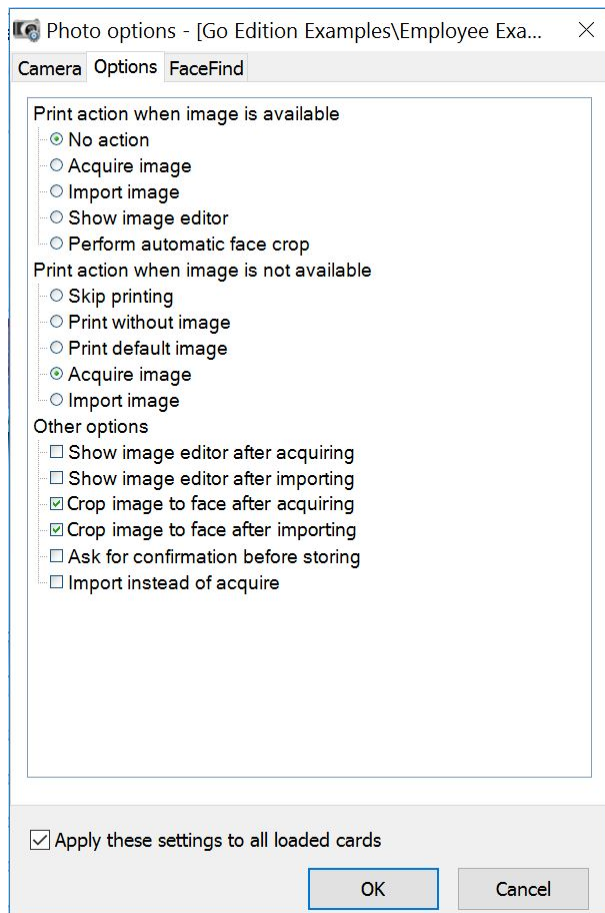 Photo options - [Go Edition Examples\Employee Exa...
Camera Options FaceFind
Print action when image is available
No action
Acquire image
Import image
Show image editor
Perform automatic face crop
Print action when image is not available
Skip printing
Print without image
Print default image
Acquire image
Import image
Other options
Show image editor after acquiring
Show image editor after importing
Crop image to face after acquiring
Crop image to face after importing
Ask for confirmation before storing
Import instead of acquire
Apply these settings to all loaded cards
OK Cancel